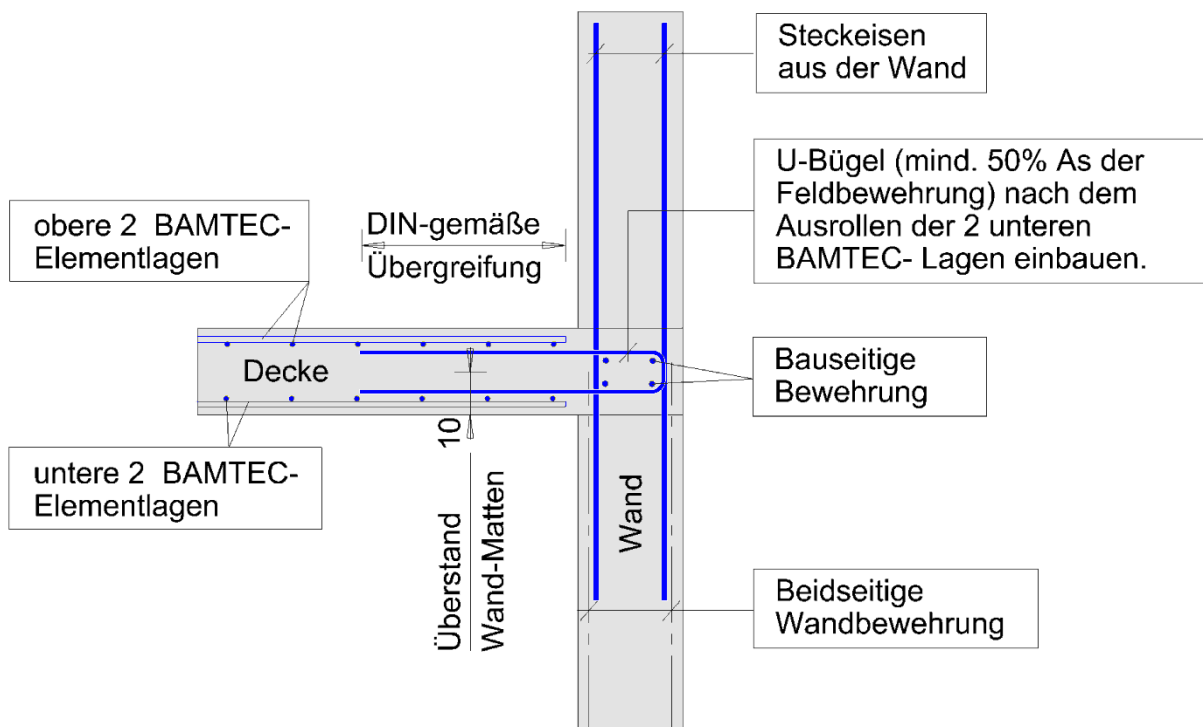 Steckeisen
aus der Wand
U-Bügel (mind. 50% As der
Feldbewehrung) nach dem
Ausrollen der 2 unteren
BAMTEC- Lagen einbauen.
obere 2 BAMTEC-
Elementlagen
DIN-gemäße
Übergreifung
Decke
Bauseitige
Bewehrung
untere 2 BAMTEC-
Elementlagen
10
Überstand
Wand-Matten
Wand
Beidseitige
Wandbewehrung